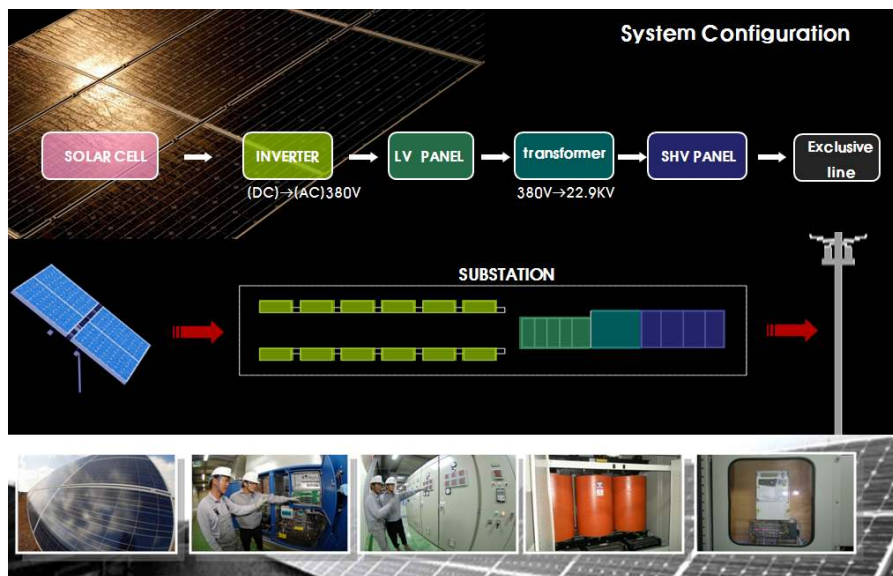 System Configuration
SOLAR CELL
INVERTER
LV PANEL
transformer
SHV PANEL
Exclusive
line
(DC)→(AC)380V
380V→22.9KV
SUBSTATION